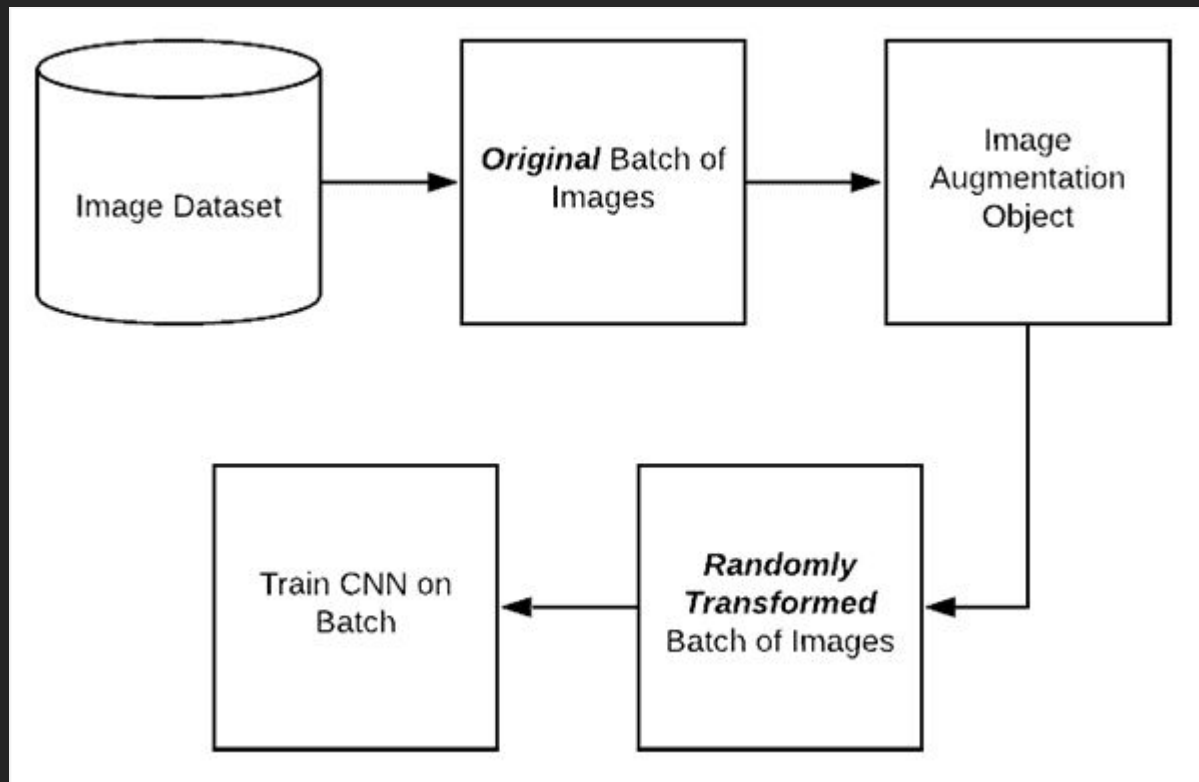 Image Dataset
Original Batch of
Images
Image
Augmentation
Object
Train CNN on
Batch
Randomly
Transformed
Batch of Images